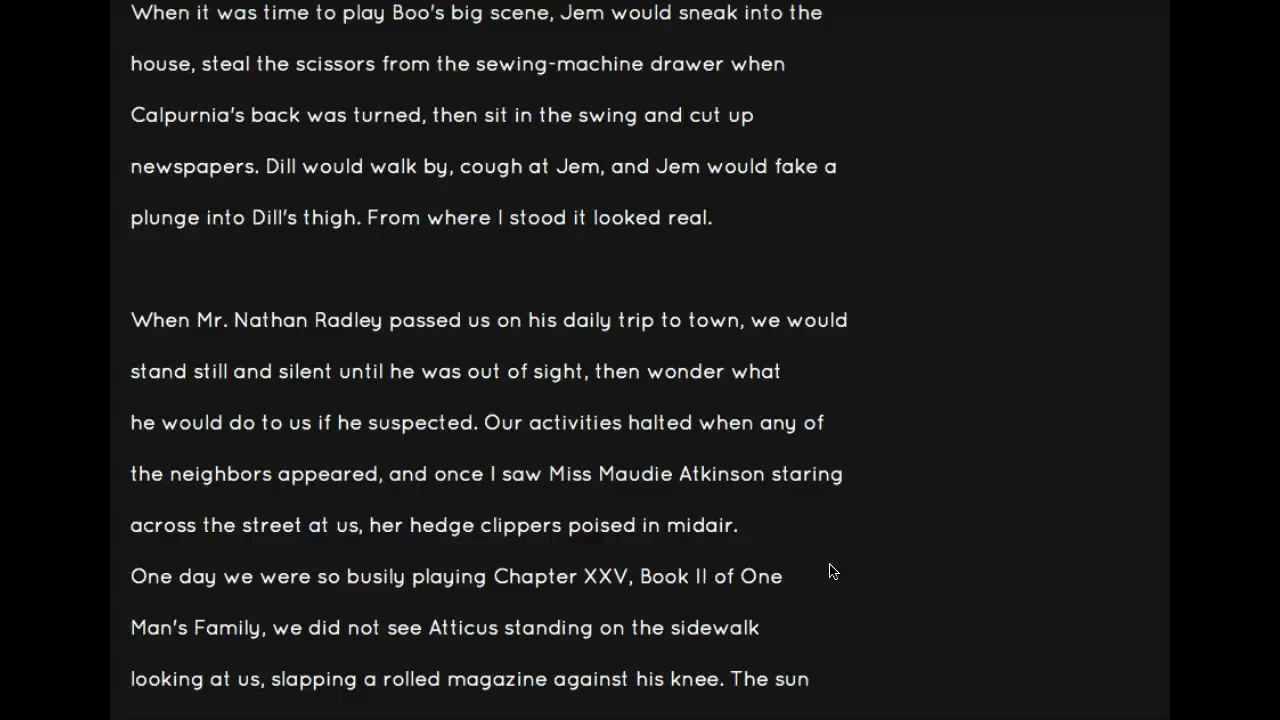 When it was time to play Boo's big scene, Jem would sneak into the
house, steal the scissors from the sewing-machine drawer when
Calpurnia's back was turned, then sit in the swing and cut up
newspapers. Dill would walk by, cough at Jem, and Jem would fake a
plunge into Dill's thigh. From where I stood it looked real.
When Mr. Nathan Radley passed us on his daily trip to town, we would
stand still and silent until he was out of sight, then wonder what
he would do to us if he suspected. Our activities halted when any of
the neighbors appeared, and once I saw Miss Maudie Atkinson staring
across the street at us, her hedge clippers poised in midair.
One day we were so busily playing Chapter XXV, Book II of One
Man's Family, we did not see Atticus standing on the sidewalk
looking at us, slapping a rolled magazine against his knee. The sun